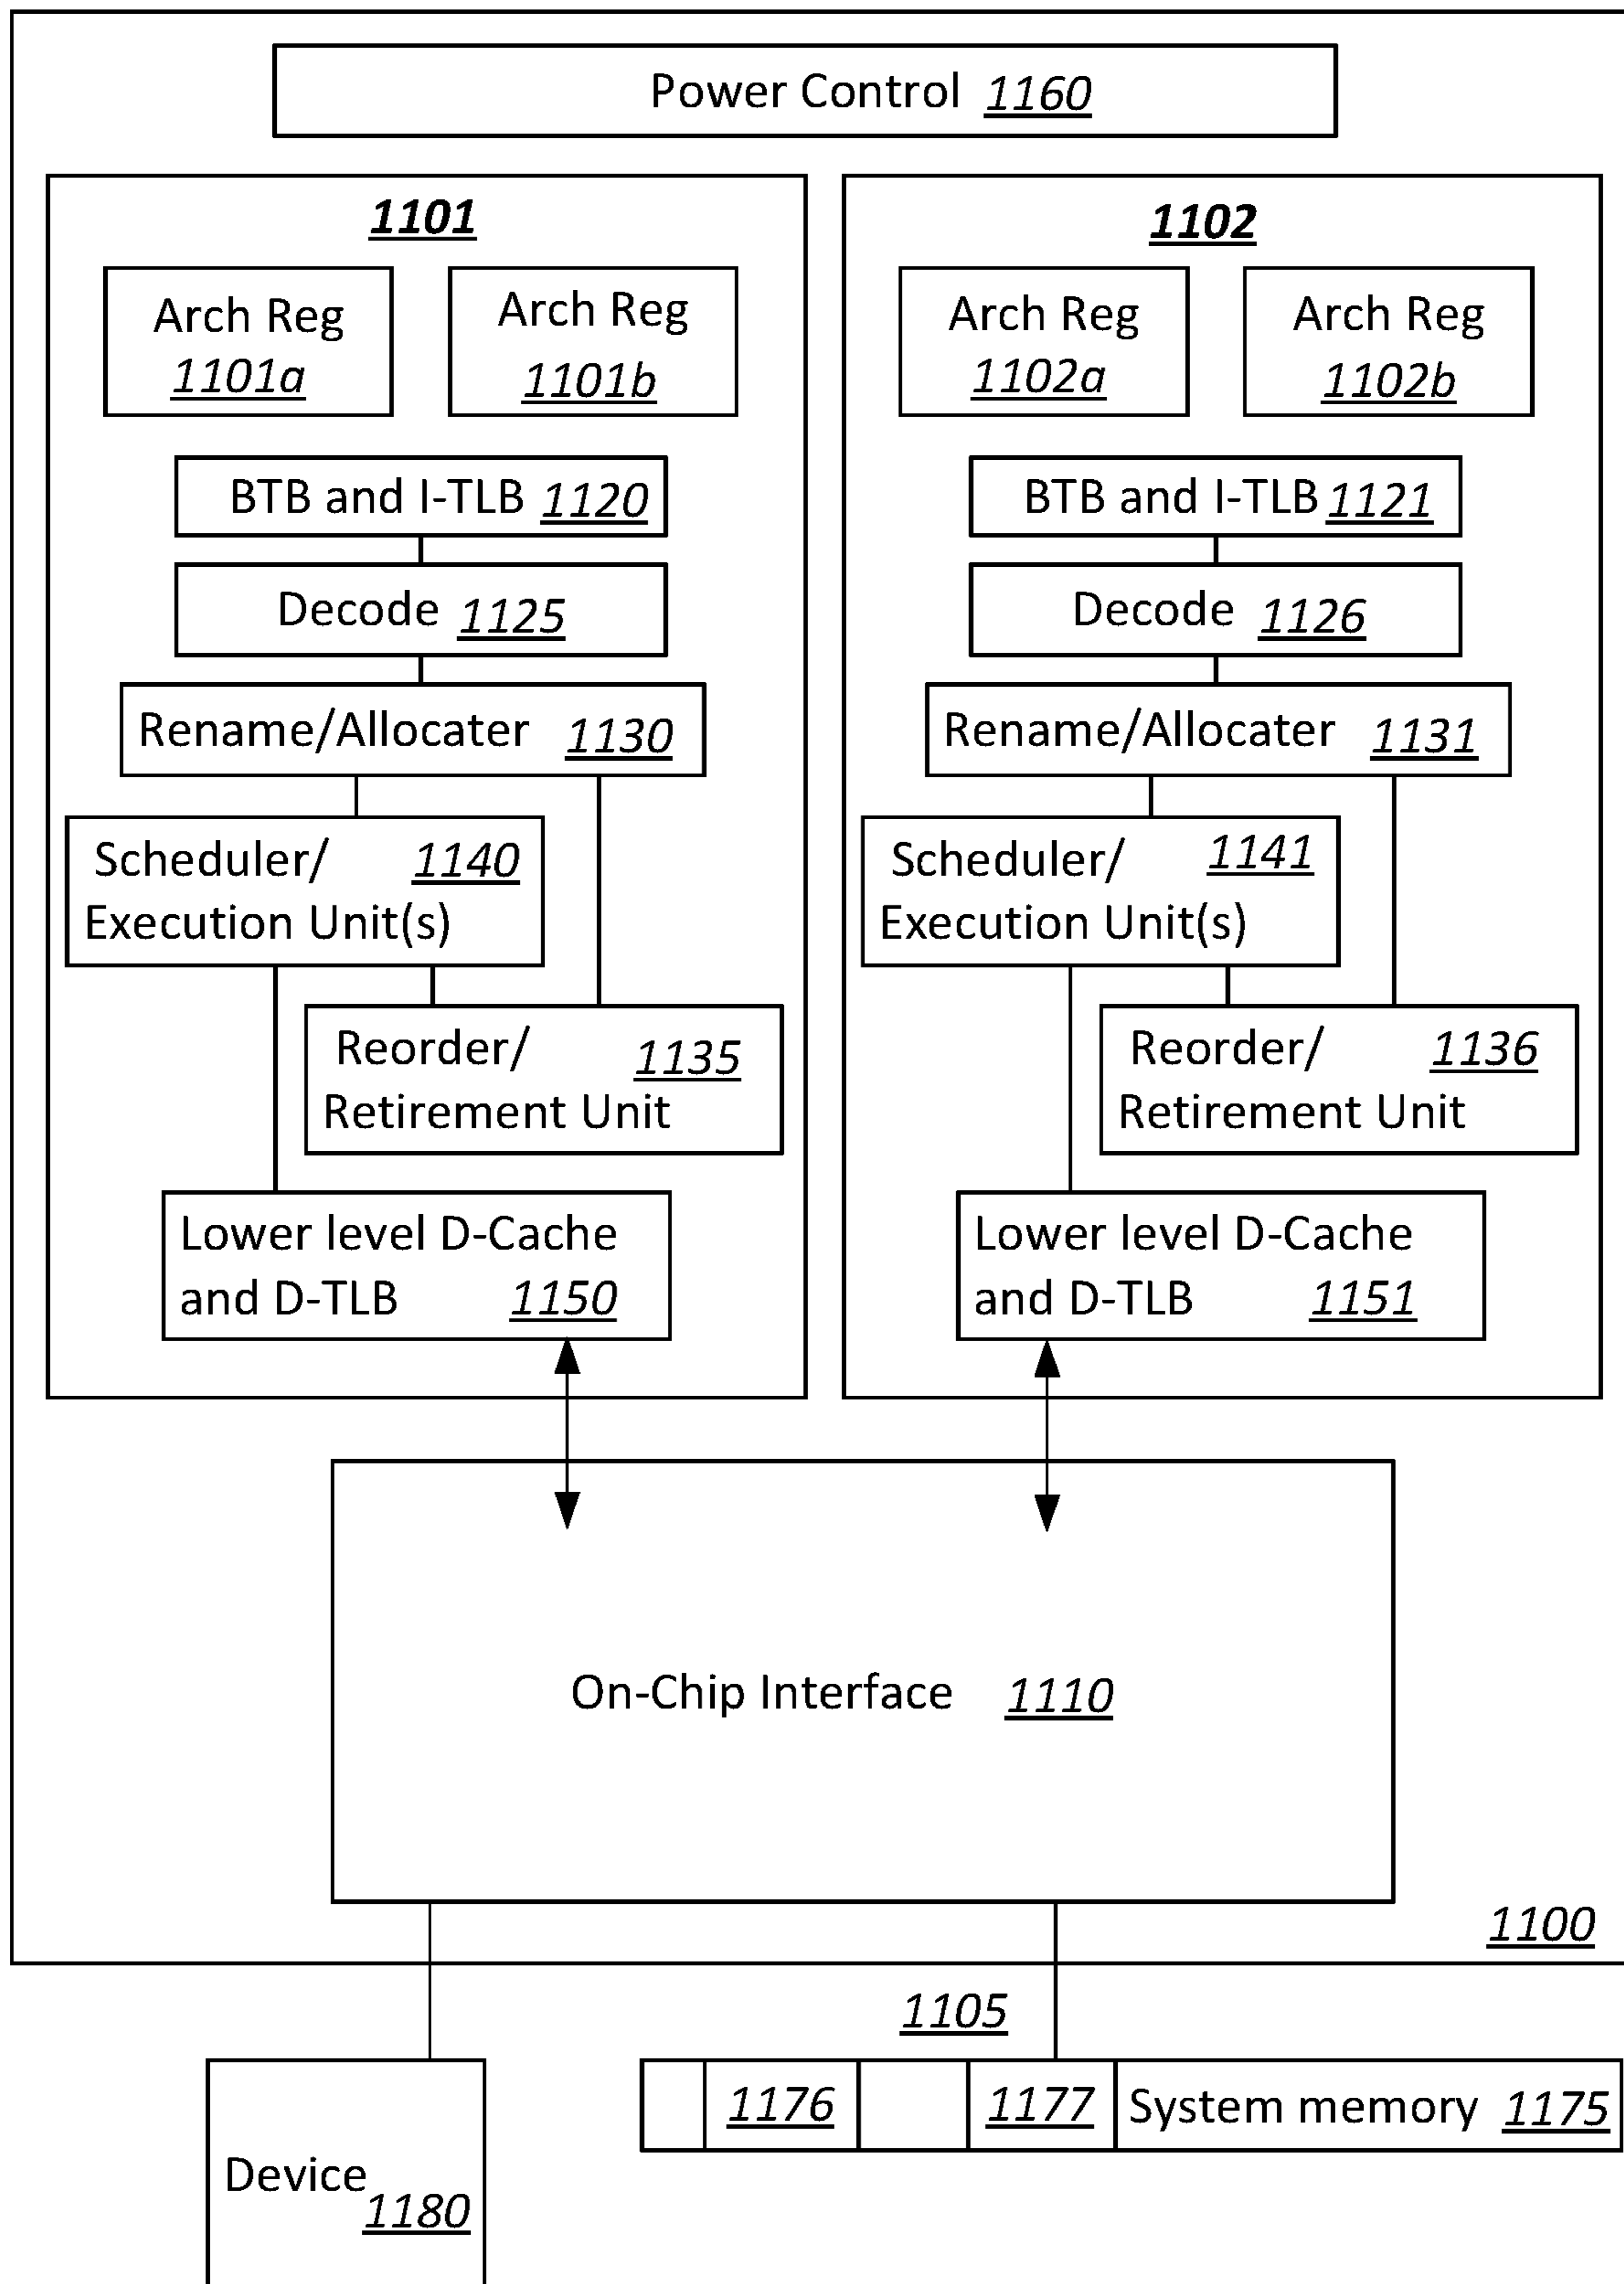 Power Control 1160
1101
Arch Reg
1101a
Arch Reg
1101b
BTB and I-TLB 1120
Decode 1125
Rename/Allocater 1130
Scheduler/ 1140
Execution Unit(s)
Reorder/ 1135
Retirement Unit
Lower level D-Cache
and D-TLB 1150
1102
Arch Reg
1102a
Arch Reg
1102b
BTB and I-TLB 1121
Decode 1126
Rename/Allocater 1131
Scheduler/ 1141
Execution Unit(s)
Reorder/ 1136
Retirement Unit
Lower level D-Cache
and D-TLB 1151
On-Chip Interface 1110
1100
1105
1176
1177
System memory 1175
Device 1180